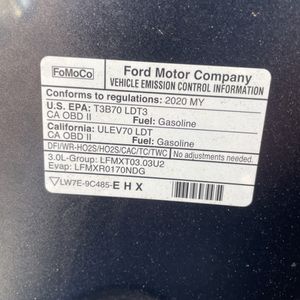 FoMoCo
Ford Motor Company
VEHICLE EMISSION CONTROL INFORMATION
Conforms to regulations: 2020 MY
U.S. EPA: T3B70 LDT3
CA OBD II Fuel: Gasoline
California: ULEV70 LDT
CA OBD II Fuel: Gasoline
DFI/WR-HO2S/HO2S/CAC/TC/TWC No adjustments needed.
3.0L-Group: LFMXT03.03U2
Evap: LFMXR0170NDG
LW7E-9C485-EHX